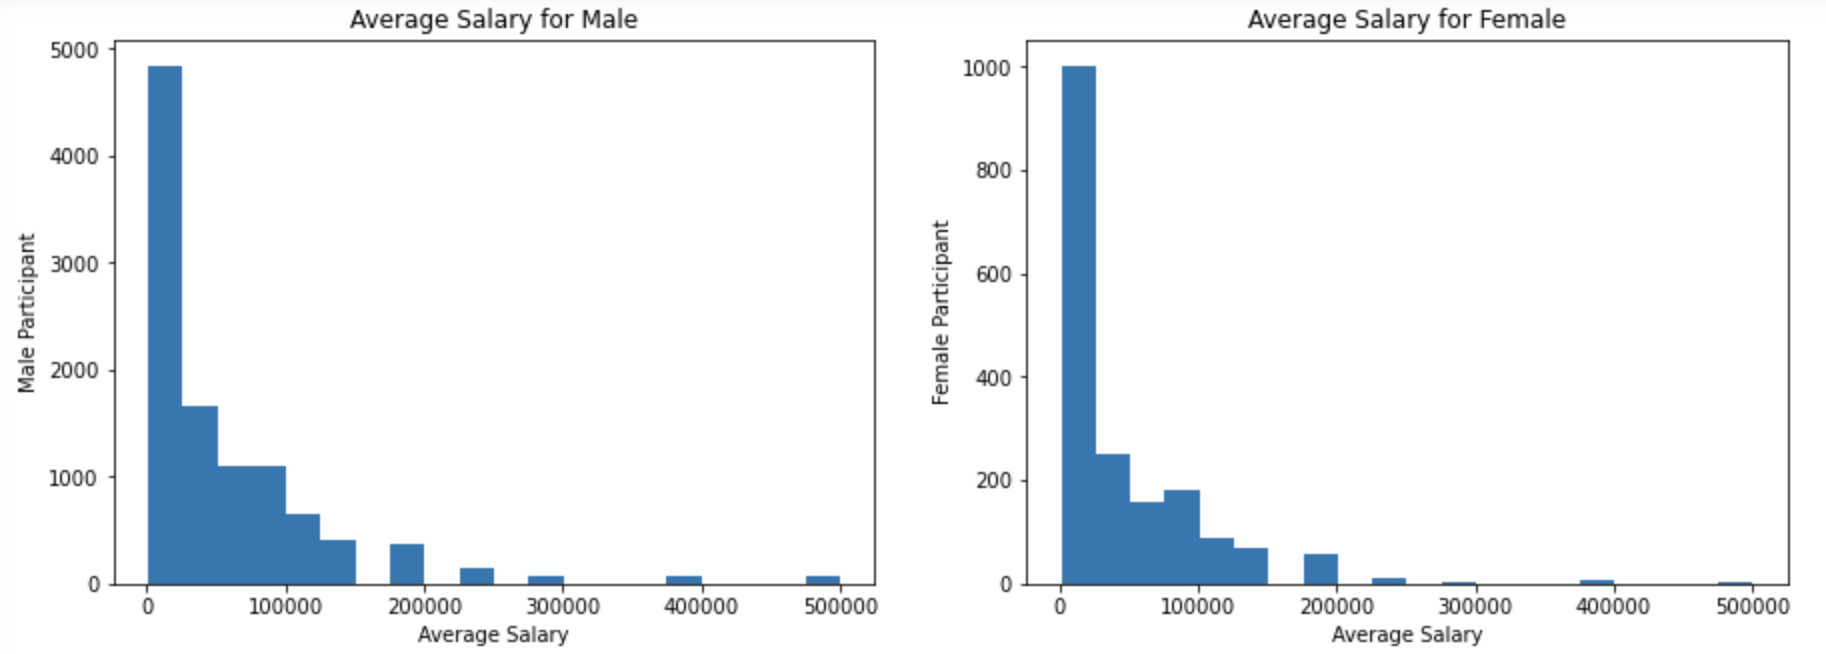 Average Salary for Male
5000
4000
3000
2000
1000
0
Male Participant
0 100000 200000 300000 400000 500000
Average Salary
Average Salary for Female
1000
800
600
400
200
0
Female Participant
0 100000 200000 300000 400000 500000
Average Salary